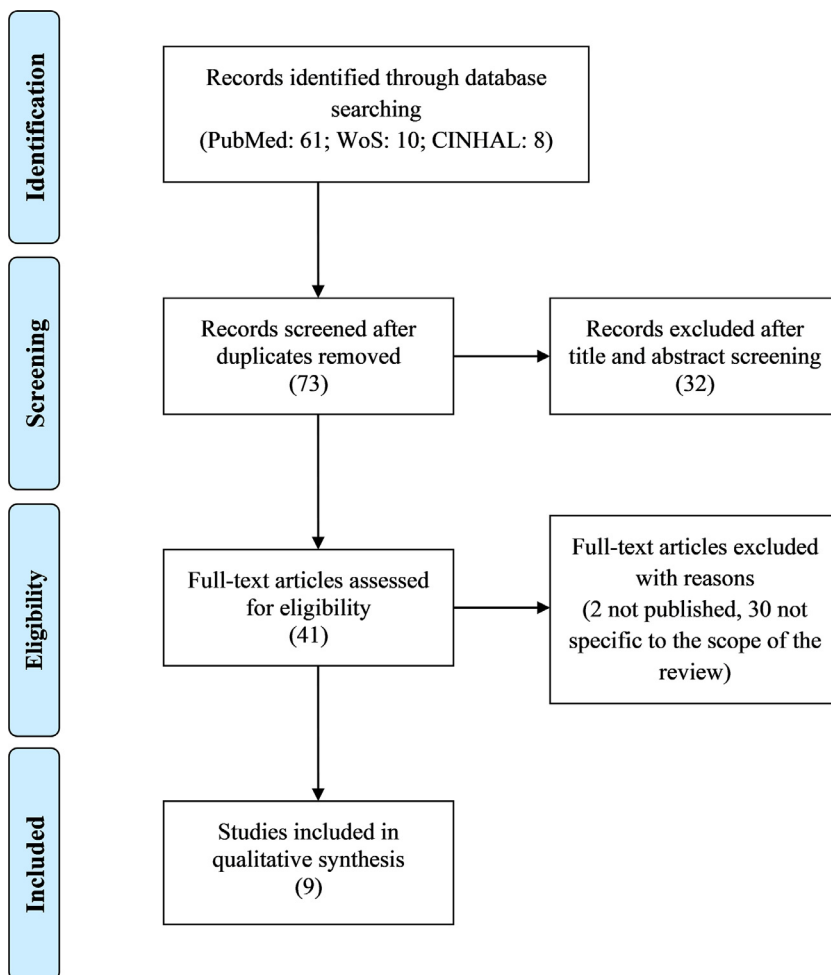 Identification
Records identified through database
searching
(PubMed: 61; WoS: 10; CINHAL: 8)
Screening
Records screened after
duplicates removed
(73)
Records excluded after
title and abstract screening
(32)
Eligibility
Full-text articles assessed
for eligibility
(41)
Full-text articles excluded
with reasons
(2 not published, 30 not
specific to the scope of the
review)
Included
Studies included in
qualitative synthesis
(9)